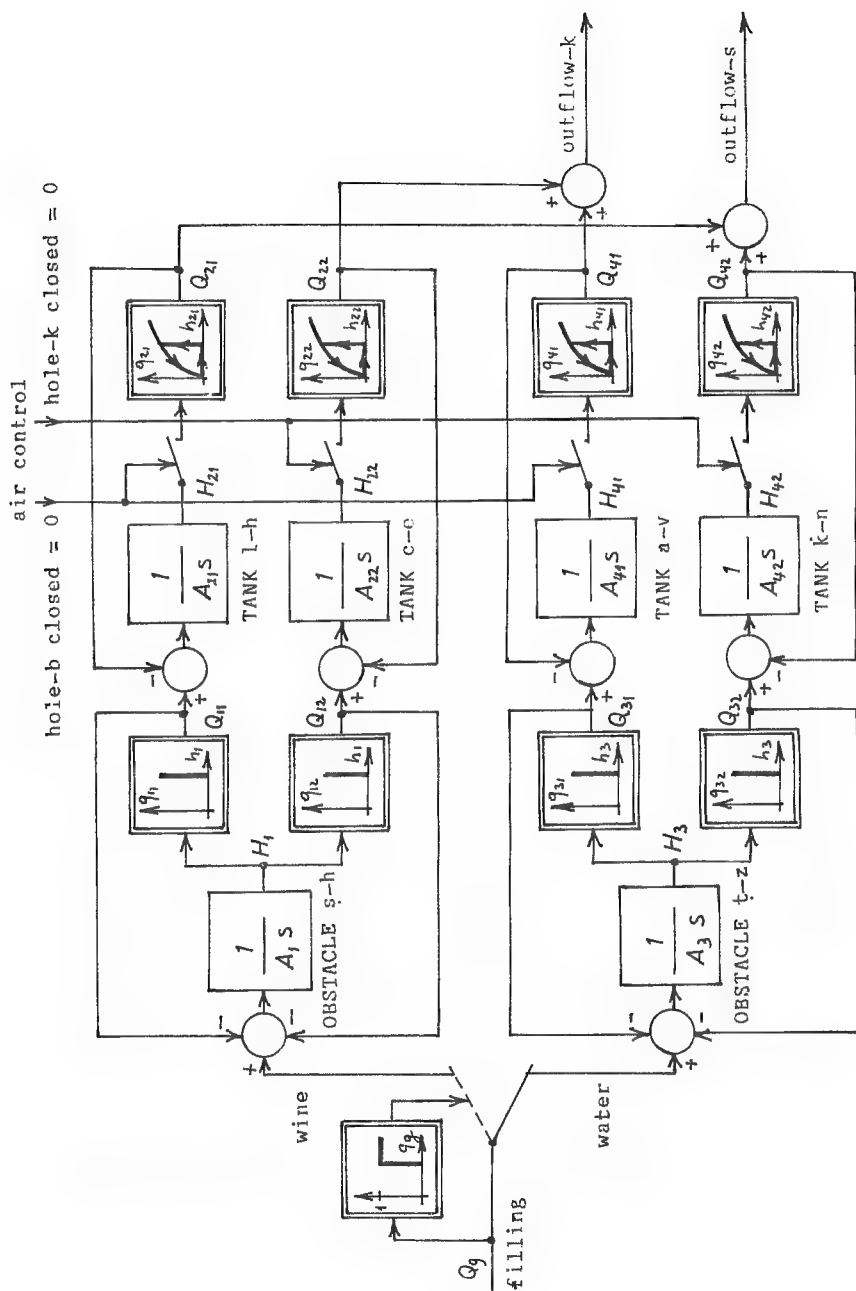 air control
hole-b closed = 0
hole-k closed = 0
Q21
Q22
Q41
Q42
outflow-k
outflow-s
q21
h21
q22
h22
q41
h41
q42
h42
H21
H22
H41
H42
1
A21 s
TANK l-h
1
A22 s
TANK c-e
1
A41 s
TANK a-v
1
A42 s
TANK ḳ-n
Q11
Q12
Q31
Q32
q11
h1
q12
h1
q31
h3
q32
h3
H1
H3
1
A1 s
OBSTACLE ṣ-h
1
A3 s
OBSTACLE ṭ-z
wine
water
1
qg
Qg
filling
+
+
+
+
-
+
+
-
-
+
+
-
-
-
+
-
-
+